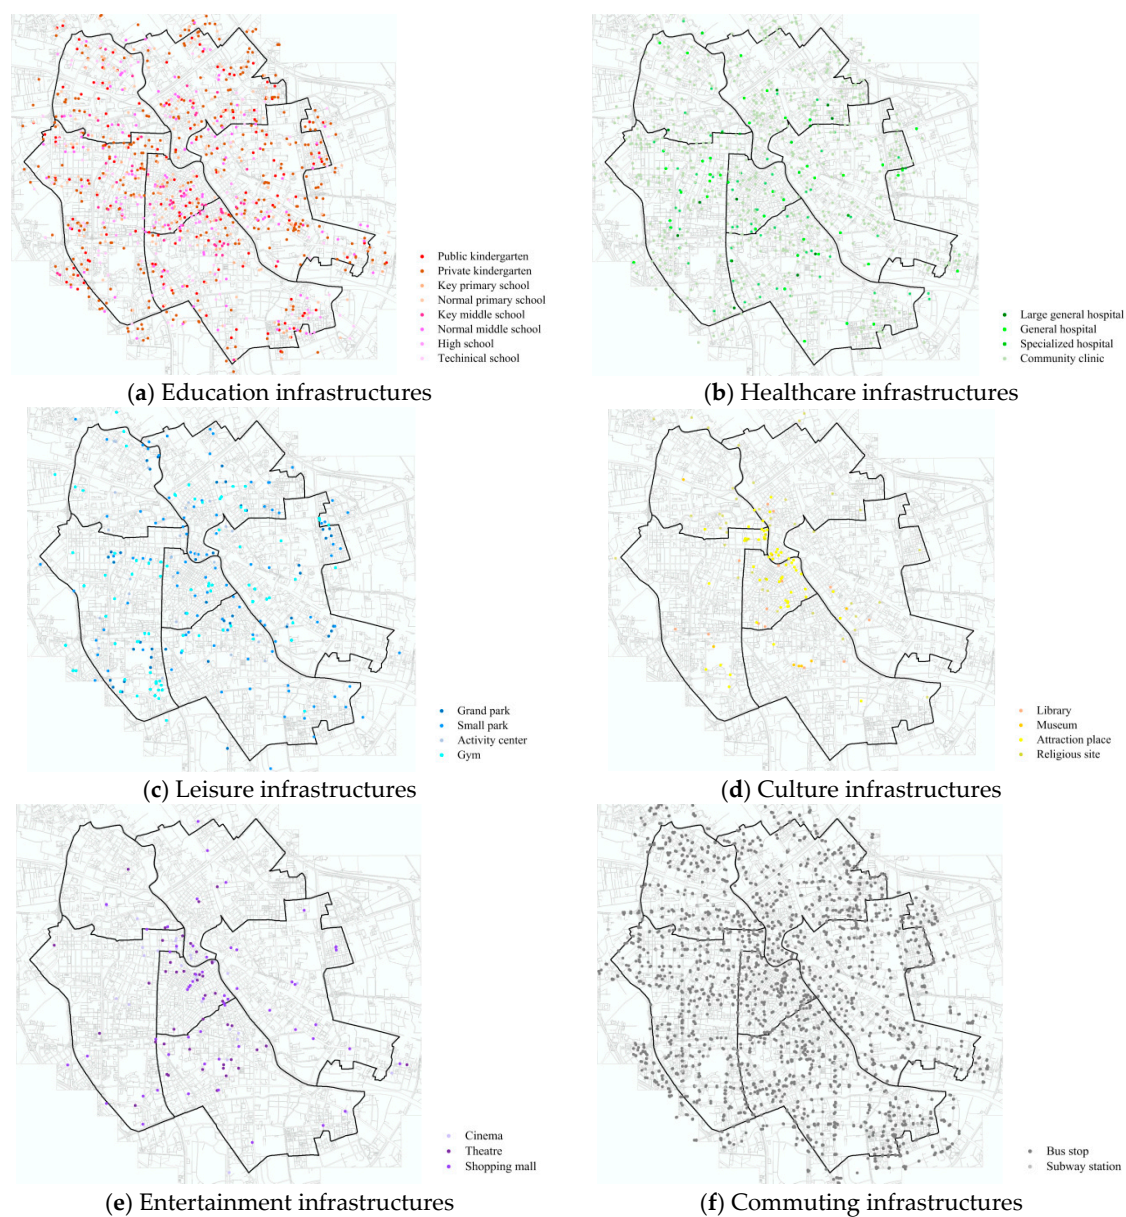 Public kindergarten
Private kindergarten
Key primary school
Normal primary school
Key middle school
Normal middle school
High school
Techinical school
(a) Education infrastructures
Large general hospital
General hospital
Specialized hospital
Community clinic
(b) Healthcare infrastructures
Grand park
Small park
Activity center
Gym
(c) Leisure infrastructures
Library
Museum
Attraction place
Religious site
(d) Culture infrastructures
Cinema
Theatre
Shopping mall
(e) Entertainment infrastructures
Bus stop
Subway station
(f) Commuting infrastructures